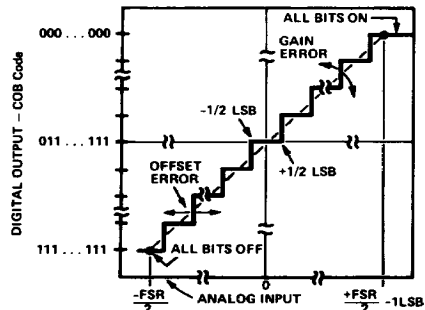 ALL BITS ON
000 ... 000
GAIN
ERROR
DIGITAL OUTPUT – COB Code
-1/2 LSB
011 ... 111
+1/2 LSB
OFFSET
ERROR
111 ... 111
ALL BITS OFF
-FSR
2
ANALOG INPUT
0
+FSR
2
-1LSB